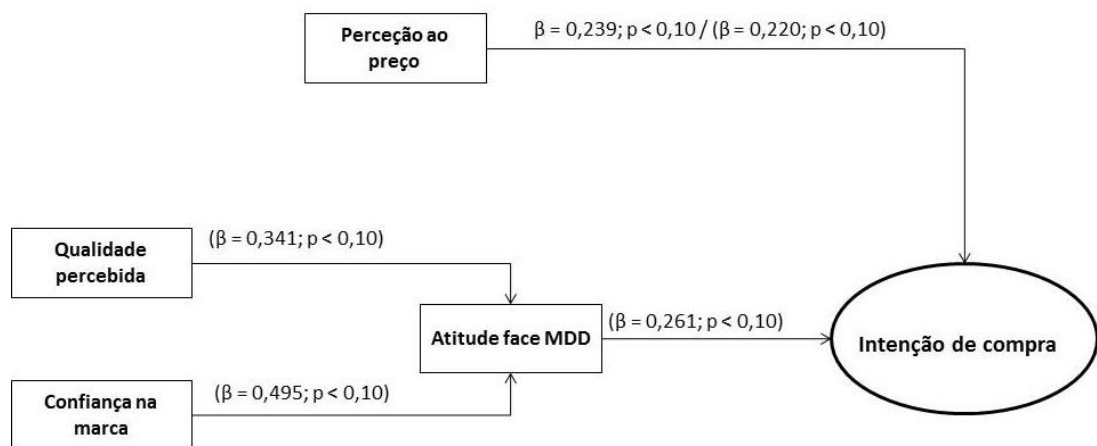 Perceção ao
preço
β = 0,239; p < 0,10 / (β = 0,220; p < 0,10)
Qualidade
percebida
(β = 0,341; p < 0,10)
Atitude face MDD
(β = 0,261; p < 0,10)
Intenção de compra
Confiança na
marca
(β = 0,495; p < 0,10)